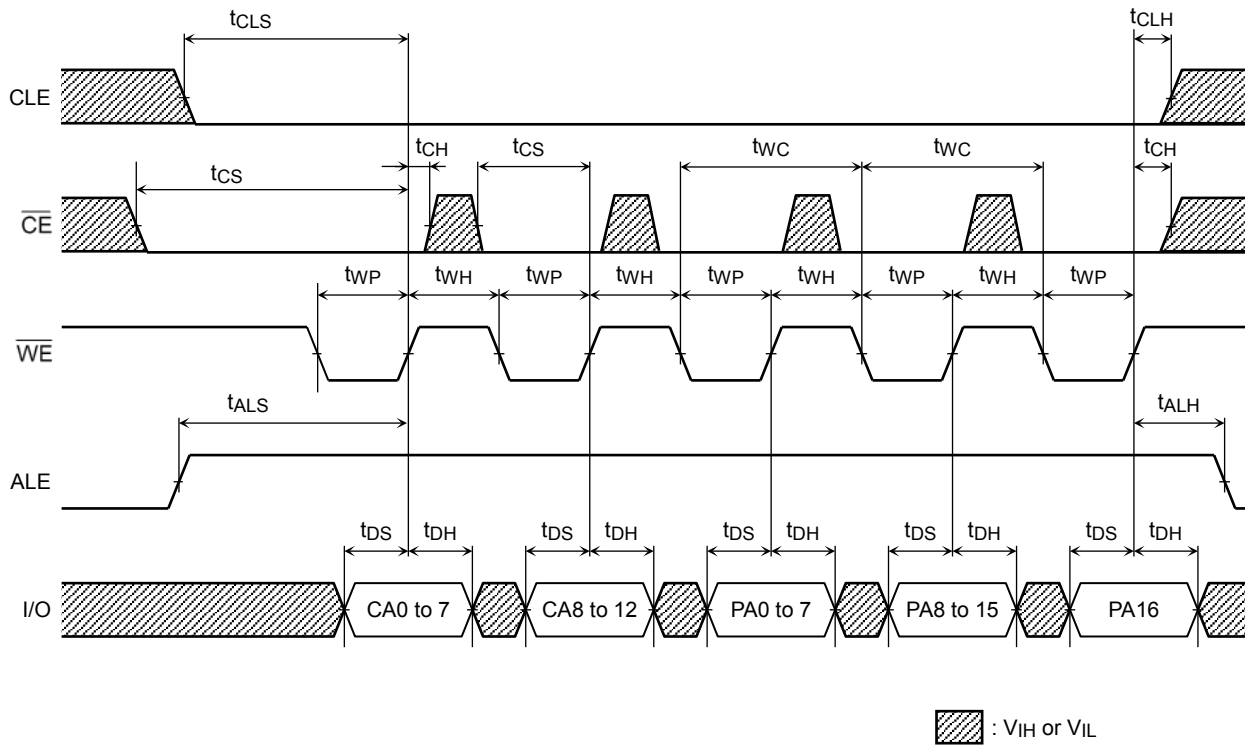 tCLS tCLH
CLE
tCH tCS tWC tWC tCH
tCS
CE
tWP tWH tWP tWH tWP tWH tWP tWH tWP
WE
tALS tALH
ALE
tDS tDH tDS tDH tDS tDH tDS tDH tDS tDH
I/O CA0 to 7 CA8 to 12 PA0 to 7 PA8 to 15 PA16
: VIH or VIL